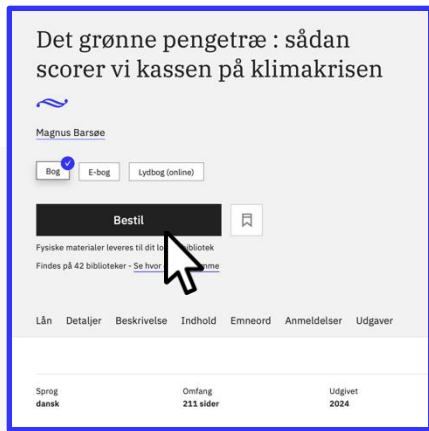 Det grønne pengetræ : sådan
scorer vi kassen på klimakrisen
Magnus Barsøe
Bog
E-bog
Lydbog (online)
Bestil
Fysiske materialer leveres til dit bibliotek
Findes på 42 biblioteker - Se hvor
Lån Detaljer Beskrivelse Indhold Emneord Anmeldelser Udgaver
Sprog Omfang Udgivet
dansk 211 sider 2024